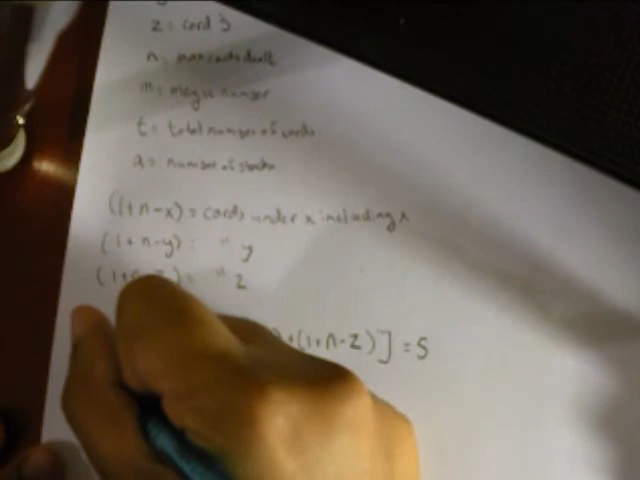 z = card 3
n = max cards dealt
m = magic number
t = total number of cards
a = number of stacks
(1+n-x) = cards under x including x
(1+n-y) = " y
(1+n-z) = " z
+(1+n-z)] = S